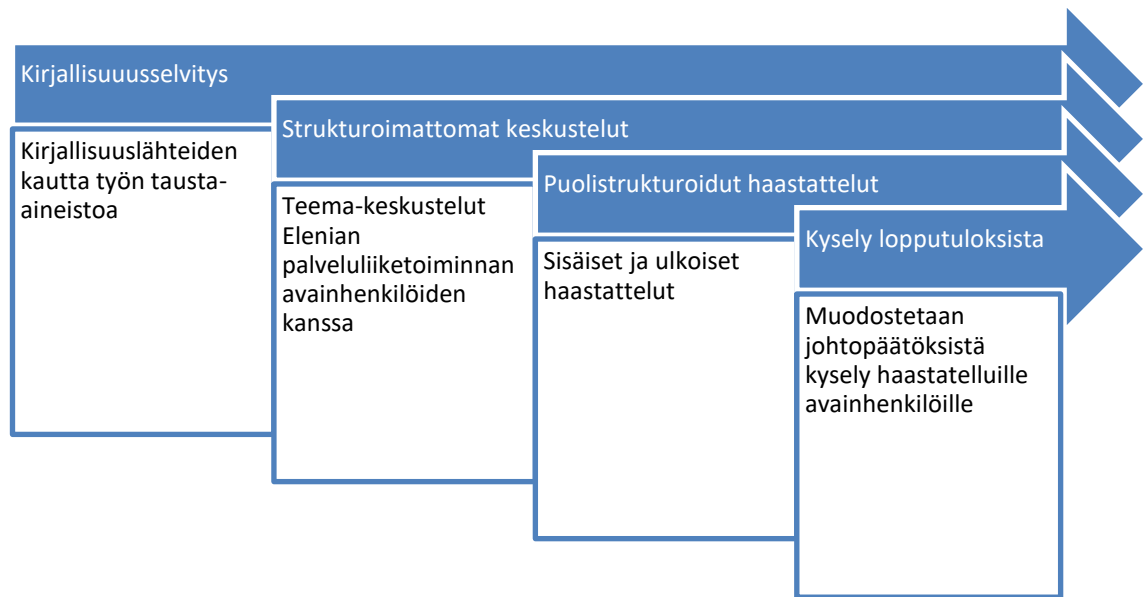 Kirjallisuuusselvitys
Kirjallisuuslähteiden
kautta työn tausta-
aineistoa
Strukturoimattomat keskustelut
Teema-keskustelut
Elenian
palveluliiketoiminnan
avainhenkilöiden
kanssa
Puolistrukturoidut haastattelut
Sisäiset ja ulkoiset
haastattelut
Kysely lopputuloksista
Muodostetaan
johtopäätöksistä
kysely haastatelluille
avainhenkilöille